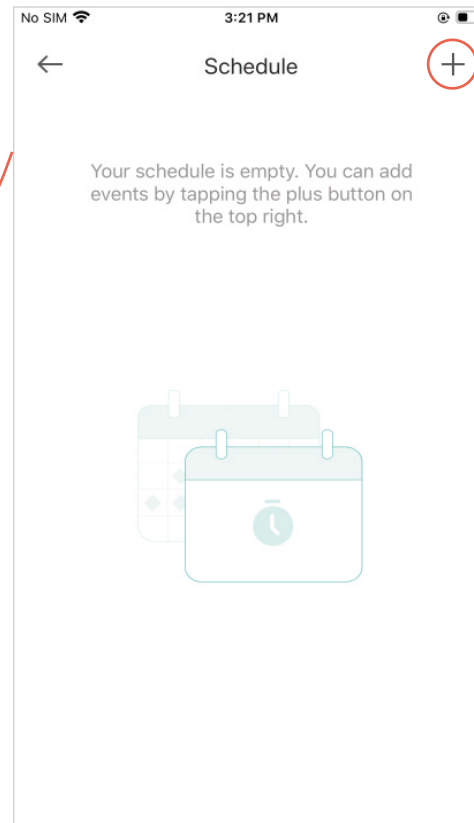 No SIM 3:21 PM
Schedule
Your schedule is empty. You can add
events by tapping the plus button on
the top right.